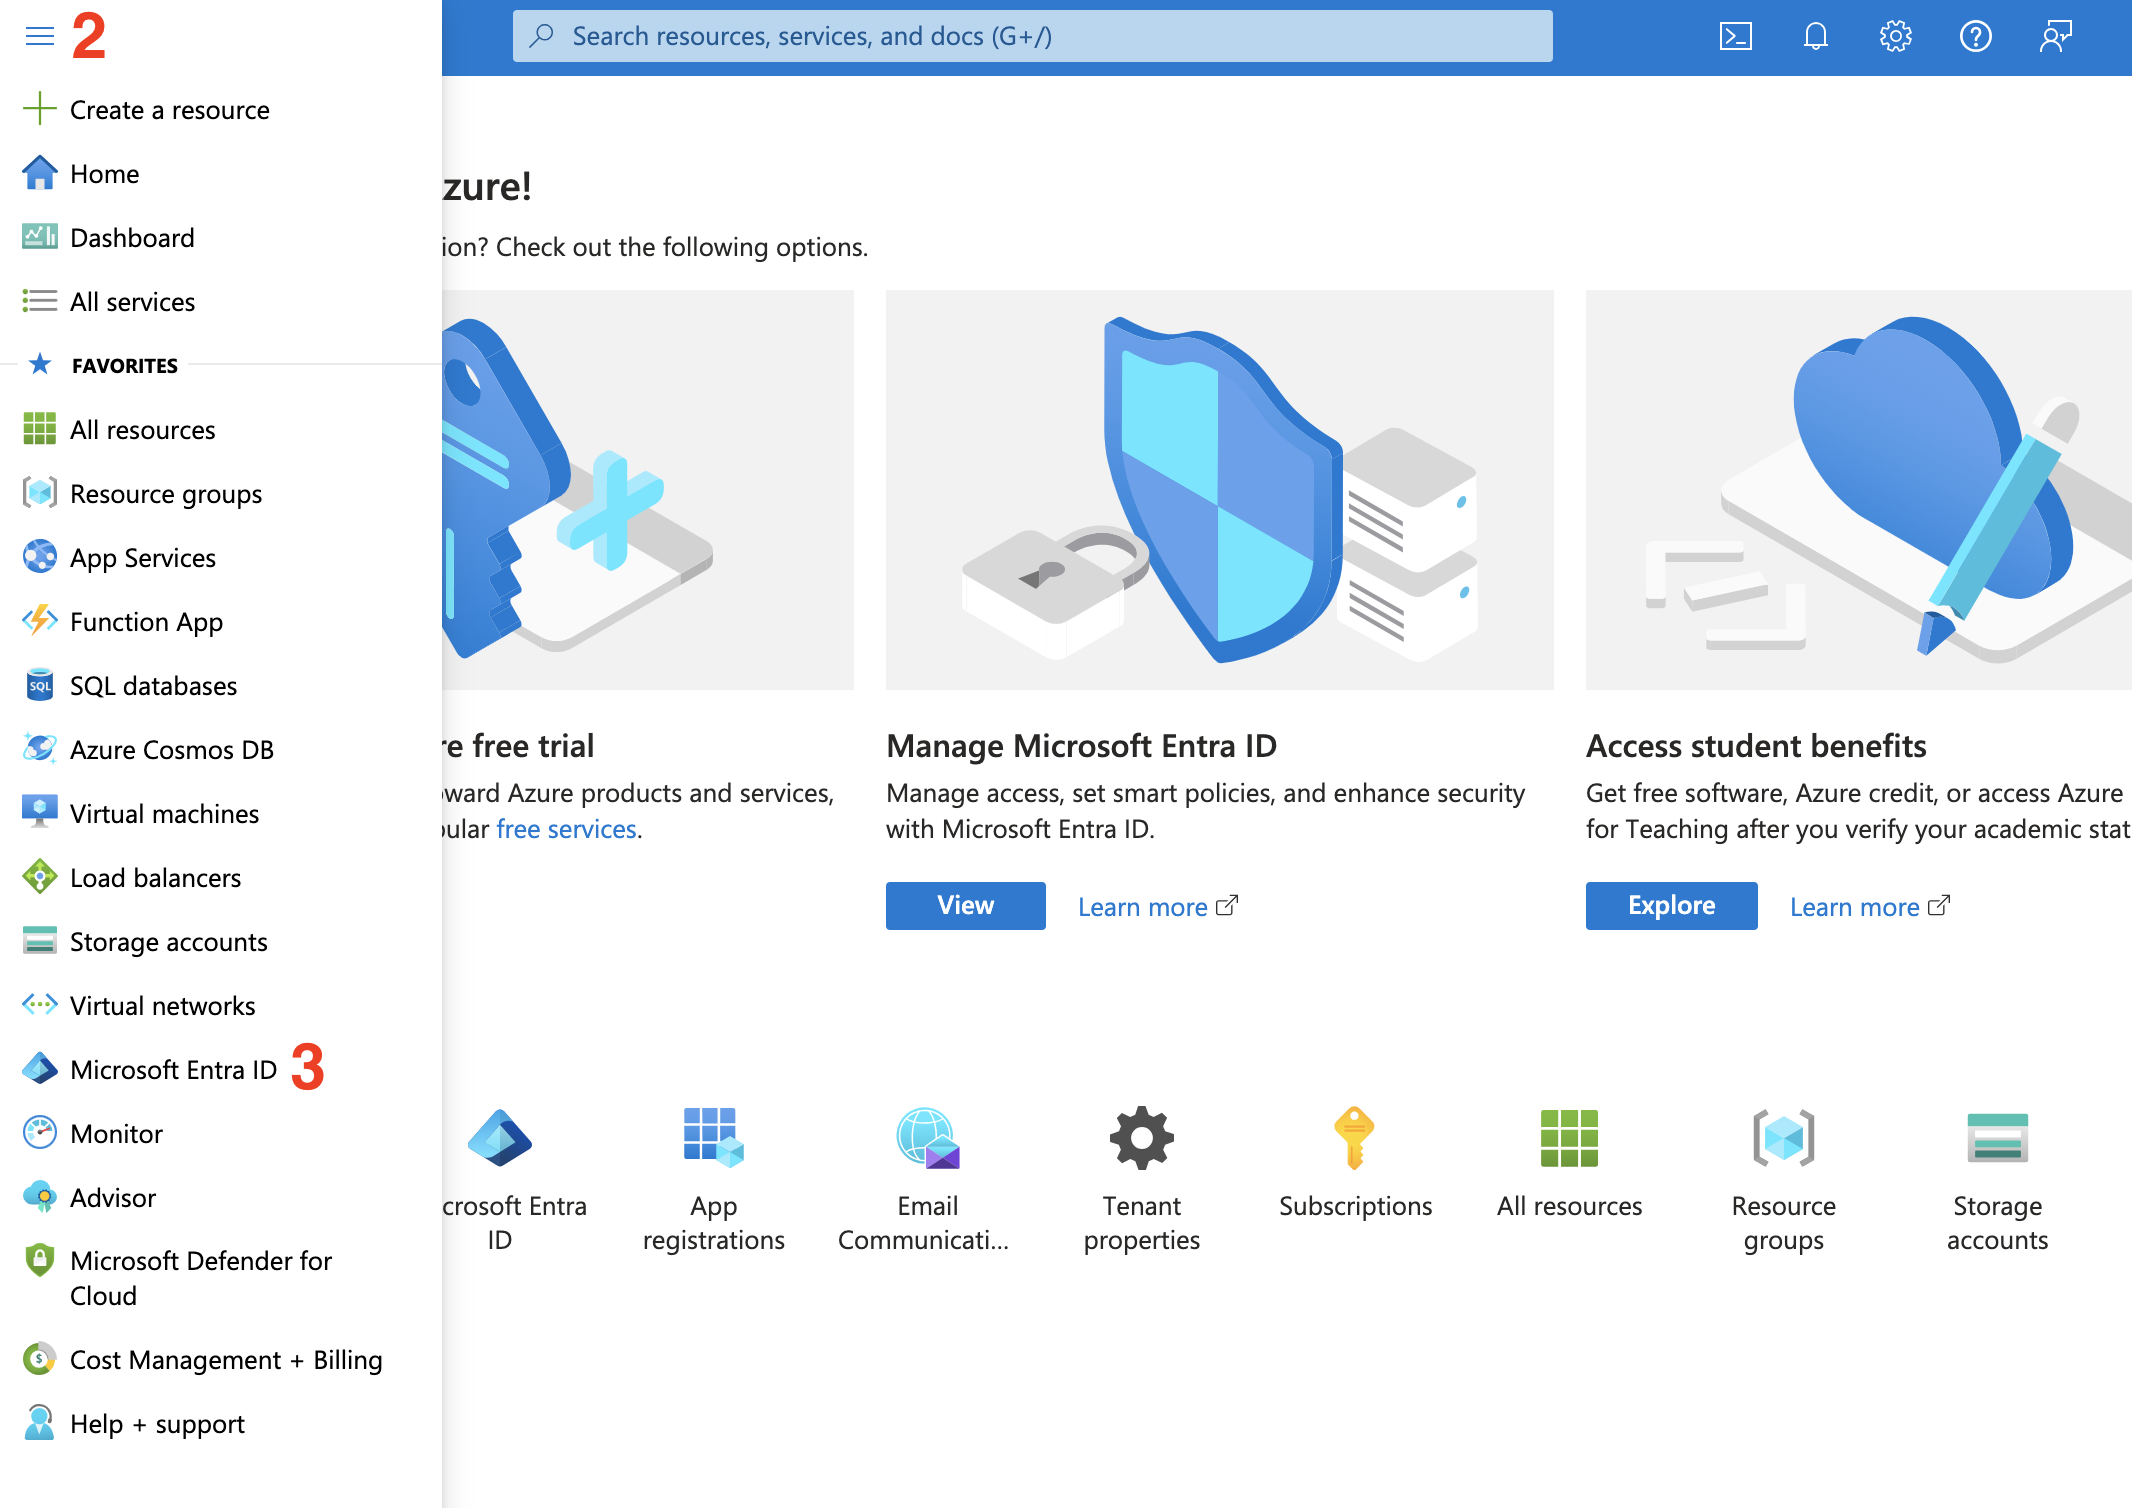 2
Search resources, services, and docs (G+/)
Create a resource
Home
Dashboard
All services
FAVORITES
All resources
Resource groups
App Services
Function App
SQL
SQL databases
Azure Cosmos DB
Virtual machines
Load balancers
Storage accounts
Virtual networks
Microsoft Entra ID 3
Monitor
Advisor
Microsoft Defender for
Cloud
Cost Management + Billing
Help + support
zure!
ion? Check out the following options.
re free trial
oward Azure products and services,
pular free services.
Manage Microsoft Entra ID
Manage access, set smart policies, and enhance security
with Microsoft Entra ID.
View
Learn more
Access student benefits
Get free software, Azure credit, or access Azure
for Teaching after you verify your academic stat
Explore
Learn more
crosoft Entra
ID
App
registrations
Email
Communicati...
Tenant
properties
Subscriptions
All resources
Resource
groups
Storage
accounts